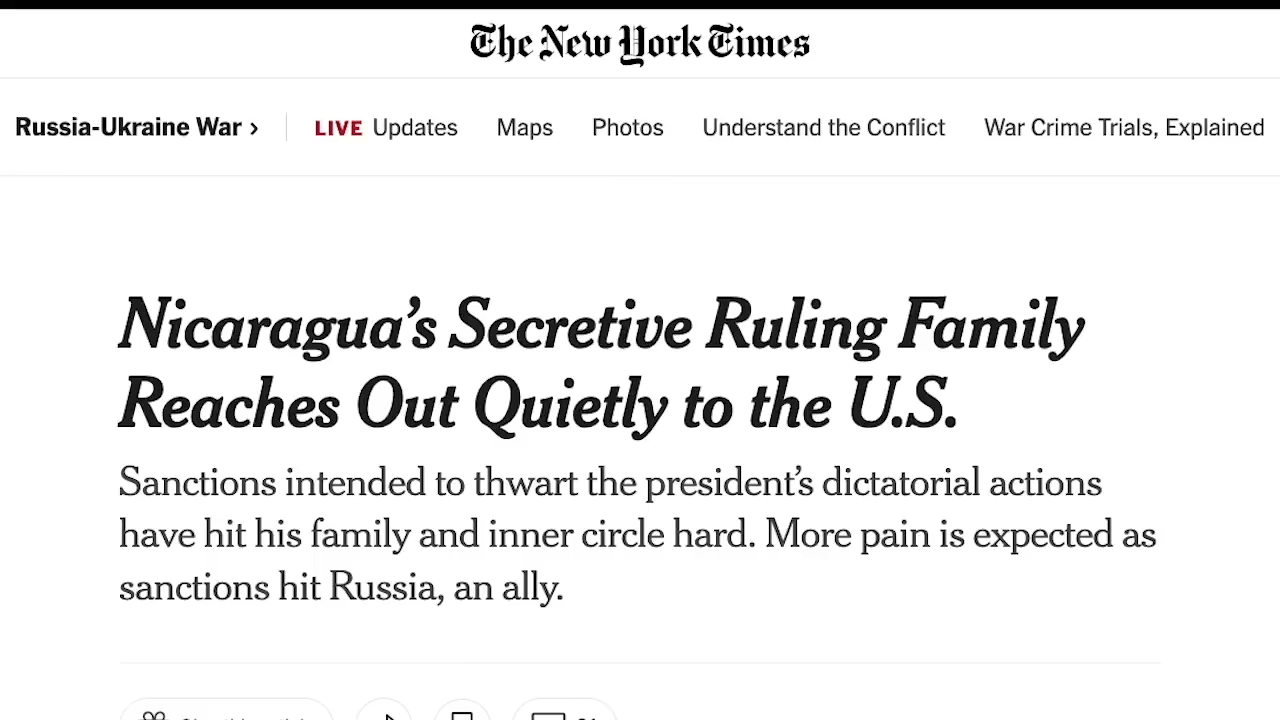 The New York Times
Russia-Ukraine War › LIVE Updates Maps Photos Understand the Conflict War Crime Trials, Explained
Nicaragua’s Secretive Ruling Family
Reaches Out Quietly to the U.S.
Sanctions intended to thwart the president’s dictatorial actions
have hit his family and inner circle hard. More pain is expected as
sanctions hit Russia, an ally.